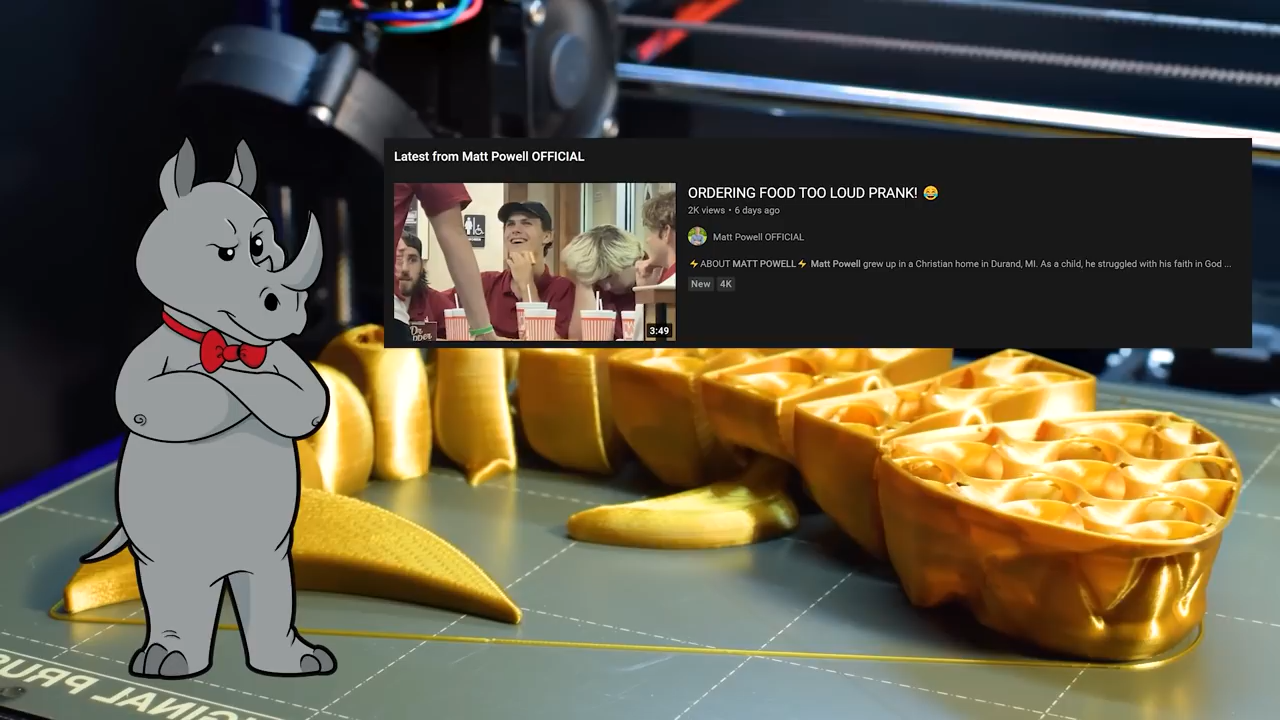 Latest from Matt Powell OFFICIAL
ORDERING FOOD TOO LOUD PRANK! 😂
2K views • 6 days ago
Matt Powell OFFICIAL
⚡ABOUT MATT POWELL⚡ Matt Powell grew up in a Christian home in Durand, MI. As a child, he struggled with his faith in God ...
New 4K
3:49